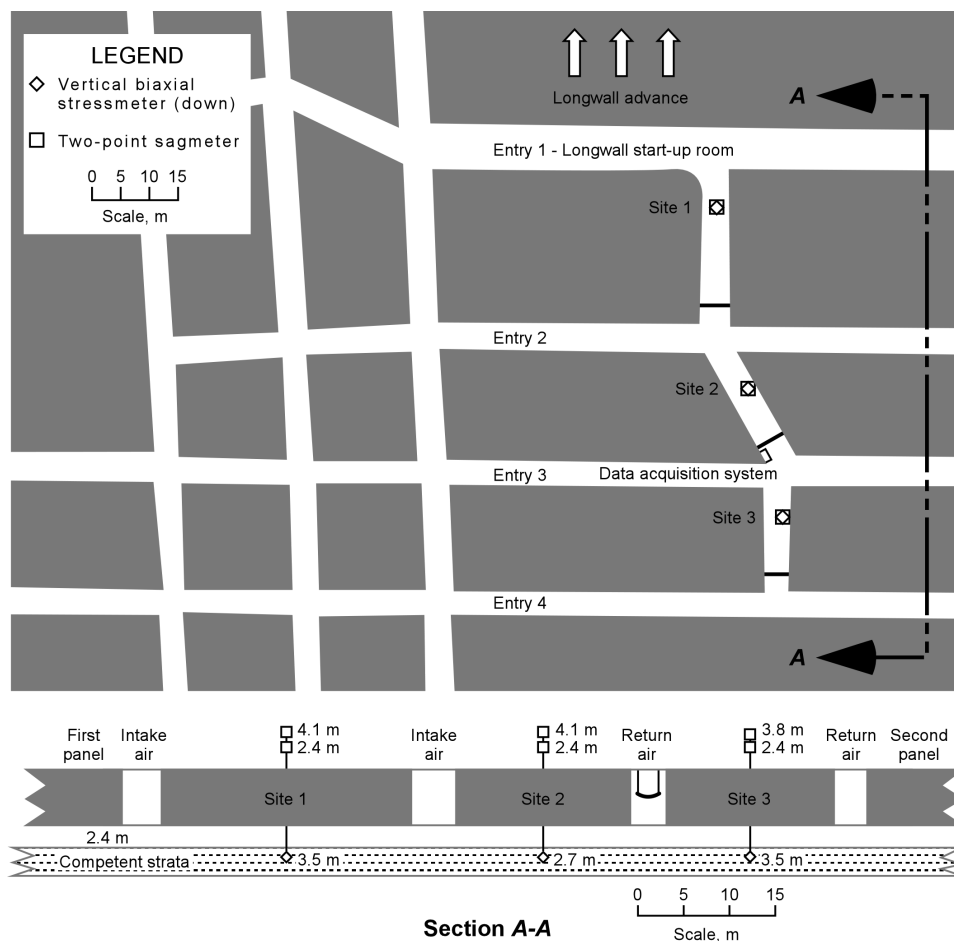 LEGEND
Vertical biaxial
stressmeter (down)
Two-point sagmeter
0 5 10 15
Scale, m
Longwall advance
A
Entry 1 - Longwall start-up room
Site 1
Entry 2
Site 2
Entry 3
Data acquisition system
Site 3
Entry 4
A
First
panel
Intake
air
4.1 m
2.4 m
Intake
air
4.1 m
2.4 m
Return
air
3.8 m
2.4 m
Return
air
Second
panel
Site 1
Site 2
Site 3
2.4 m
Competent strata
3.5 m
2.7 m
3.5 m
0 5 10 15
Scale, m
Section A-A